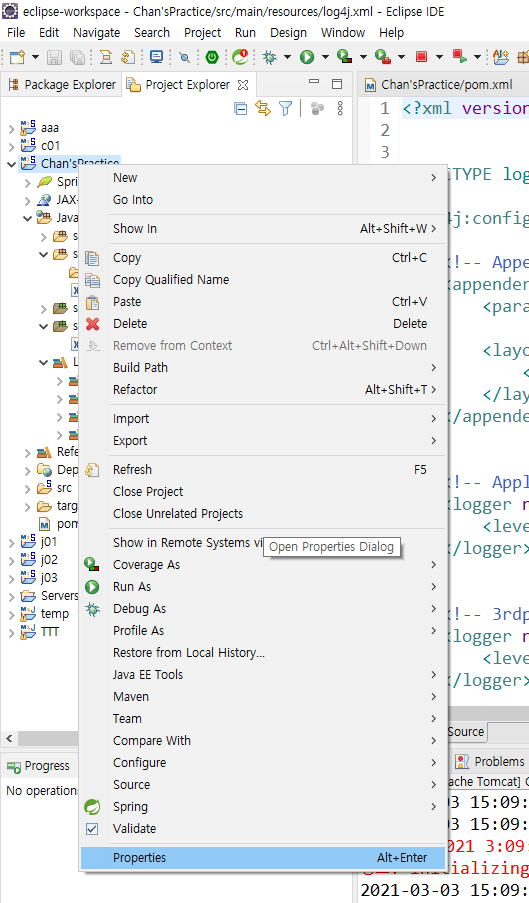 eclipse-workspace - Chan'sPractice/src/main/resources/log4j.xml - Eclipse IDE
File Edit Navigate Search Project Run Design Window Help
Package Explorer Project Explorer
Chan'sPractice/pom.xml
1 <?xml version
2
3
aaa
c01
Chan'sPractice
Spri
JAX-
Java
s
s
x
s
s
x
L
Refe
Dep
src
targ
pom
j01
j02
j03
Servers
temp
TTT
New
Go Into
Show In Alt+Shift+W
Copy Ctrl+C
Copy Qualified Name
Paste Ctrl+V
Delete Delete
Remove from Context Ctrl+Alt+Shift+Down
Build Path
Refactor Alt+Shift+T
Import
Export
Refresh F5
Close Project
Close Unrelated Projects
Show in Remote Systems vi
Open Properties Dialog
Coverage As
Run As
Debug As
Profile As
Restore from Local History...
Java EE Tools
Maven
Team
Compare With
Configure
Source
Spring
Validate
Properties Alt+Enter
ETYPE log
4j:config
!-- Appen
appender
<para
<layo
<
</lay
/appende
!-- Appl
logger n
<leve
/logger>
!-- 3rdp
logger n
<leve
/logger>
Source
Progress
No operations
Problems
ache Tomcat] C
03 15:09:
03 15:09:
2021 3:09:
Initializing
2021-03-03 15:09: